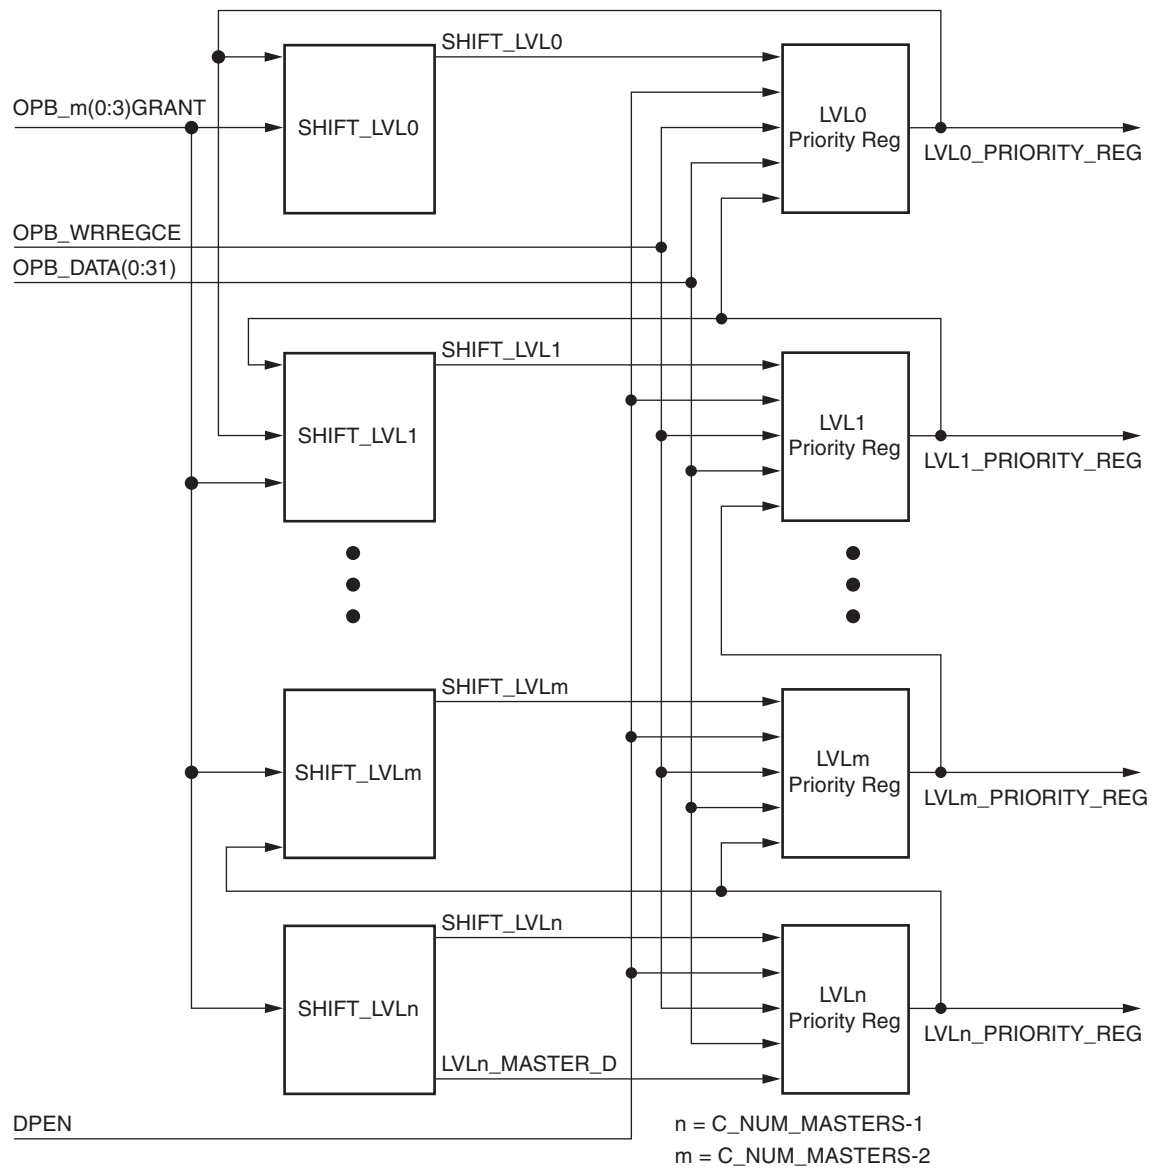 SHIFT_LVL0
OPB_m(0:3)GRANT
SHIFT_LVL0
LVL0
Priority Reg
LVL0_PRIORITY_REG
OPB_WRREGCE
OPB_DATA(0:31)
SHIFT_LVL1
SHIFT_LVL1
LVL1
Priority Reg
LVL1_PRIORITY_REG
SHIFT_LVLm
SHIFT_LVLm
LVLm
Priority Reg
LVLm_PRIORITY_REG
SHIFT_LVLn
SHIFT_LVLn
LVLn
Priority Reg
LVLn_PRIORITY_REG
LVLn_MASTER_D
DPEN
n = C_NUM_MASTERS-1
m = C_NUM_MASTERS-2